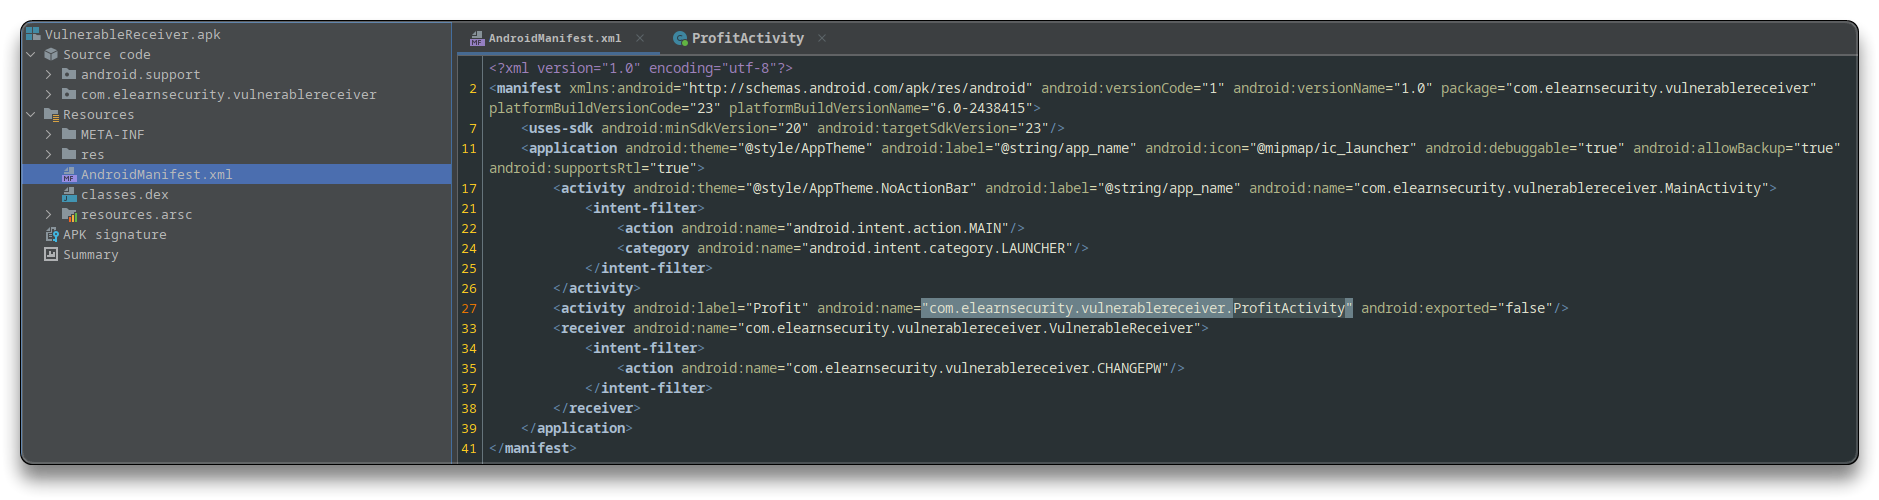 VulnerableReceiver.apk
Source code
android.support
com.elearnsecurity.vulnerablereceiver
Resources
META-INF
res
AndroidManifest.xml
classes.dex
resources.arsc
APK signature
Summary
AndroidManifest.xml
ProfitActivity
<?xml version="1.0" encoding="utf-8"?>
2 <manifest xmlns:android="http://schemas.android.com/apk/res/android" android:versionCode="1" android:versionName="1.0" package="com.elearnsecurity.vulnerablereceiver"
platformBuildVersionCode="23" platformBuildVersionName="6.0-2438415">
7 <uses-sdk android:minSdkVersion="20" android:targetSdkVersion="23"/>
11 <application android:theme="@style/AppTheme" android:label="@string/app_name" android:icon="@mipmap/ic_launcher" android:debuggable="true" android:allowBackup="true"
android:supportsRtl="true">
17 <activity android:theme="@style/AppTheme.NoActionBar" android:label="@string/app_name" android:name="com.elearnsecurity.vulnerablereceiver.MainActivity">
21 <intent-filter>
22 <action android:name="android.intent.action.MAIN"/>
24 <category android:name="android.intent.category.LAUNCHER"/>
25 </intent-filter>
26 </activity>
27 <activity android:label="Profit" android:name="com.elearnsecurity.vulnerablereceiver.ProfitActivity" android:exported="false"/>
33 <receiver android:name="com.elearnsecurity.vulnerablereceiver.VulnerableReceiver">
34 <intent-filter>
35 <action android:name="com.elearnsecurity.vulnerablereceiver.CHANGEPW"/>
37 </intent-filter>
38 </receiver>
39 </application>
41 </manifest>